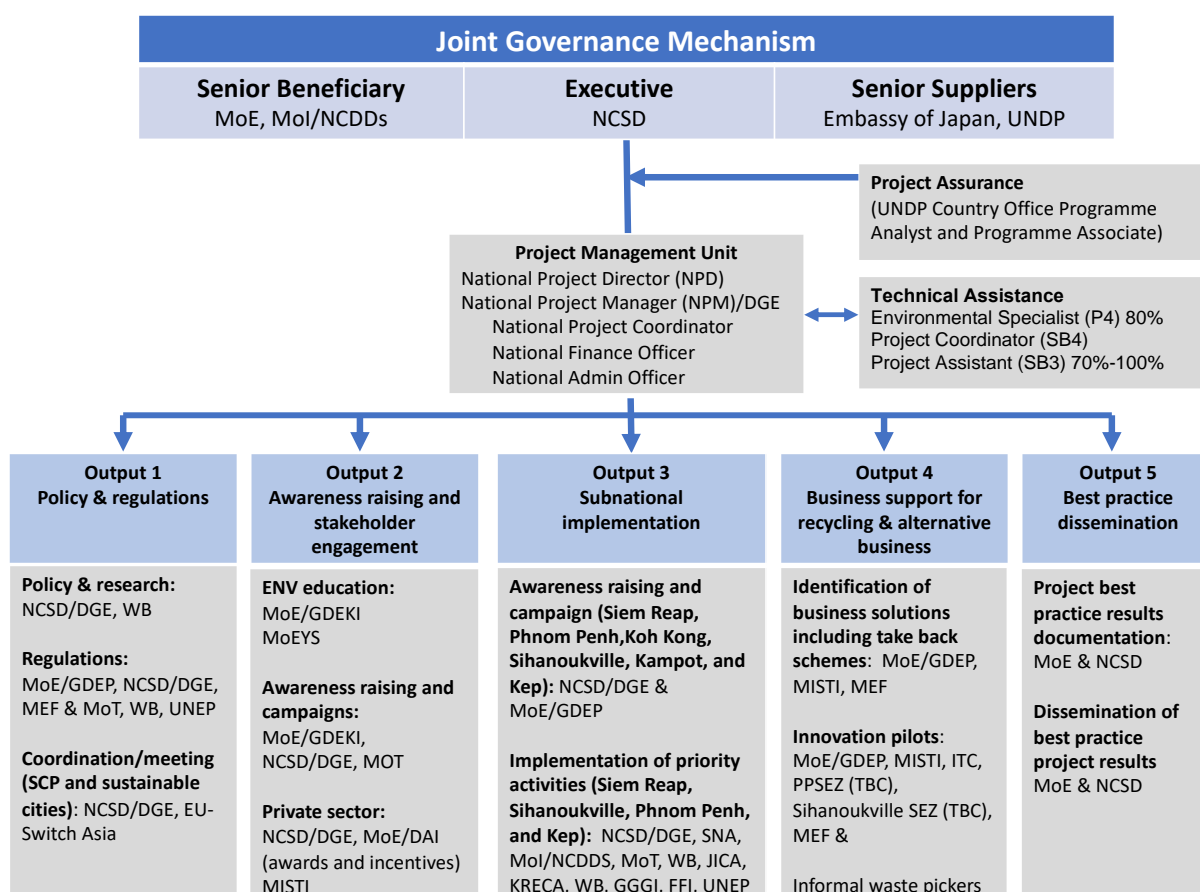 Joint Governance Mechanism
Senior Beneficiary
MoE, MoI/NCDDs
Executive
NCSD
Senior Suppliers
Embassy of Japan, UNDP
Project Assurance
(UNDP Country Office Programme
Analyst and Programme Associate)
Project Management Unit
National Project Director (NPD)
National Project Manager (NPM)/DGE
National Project Coordinator
National Finance Officer
National Admin Officer
Technical Assistance
Environmental Specialist (P4) 80%
Project Coordinator (SB4)
Project Assistant (SB3) 70%-100%
Output 1
Policy & regulations
Policy & research:
NCSD/DGE, WB
Regulations:
MoE/GDEP, NCSD/DGE,
MEF & MoT, WB, UNEP
Coordination/meeting
(SCP and sustainable
cities): NCSD/DGE, EU-
Switch Asia
Output 2
Awareness raising and
stakeholder
engagement
ENV education:
MoE/GDEKI
MoEYS
Awareness raising and
campaigns:
MoE/GDEKI,
NCSD/DGE, MOT
Private sector:
NCSD/DGE, MoE/DAI
(awards and incentives)
MISTI
Output 3
Subnational
implementation
Awareness raising and
campaign (Siem Reap,
Phnom Penh,Koh Kong,
Sihanoukville, Kampot, and
Kep): NCSD/DGE &
MoE/GDEP
Implementation of priority
activities (Siem Reap,
Sihanoukville, Phnom Penh,
and Kep): NCSD/DGE, SNA,
MoI/NCDDS, MoT, WB, JICA,
KRECA, WB, GGGI, FFI, UNEP
Output 4
Business support for
recycling & alternative
business
Identification of
business solutions
including take back
schemes: MoE/GDEP,
MISTI, MEF
Innovation pilots:
MoE/GDEP, MISTI, ITC,
PPSEZ (TBC),
Sihanoukville SEZ (TBC),
MEF &
Informal waste pickers
Output 5
Best practice
dissemination
Project best
practice results
documentation:
MoE & NCSD
Dissemination of
best practice
project results
MoE & NCSD